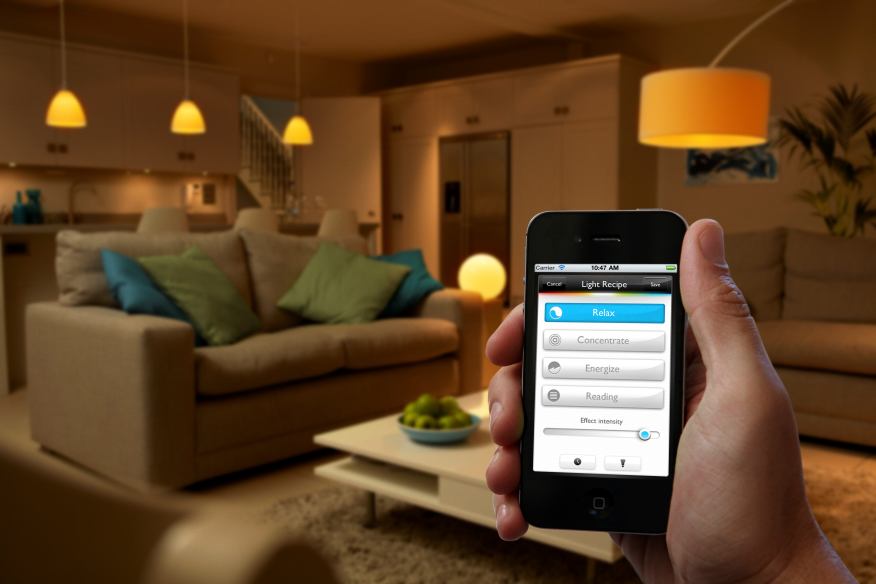 Carrier 10:47 AM
Cancel Light Recipe Save
Relax
Concentrate
Energize
Reading
Effect intensity